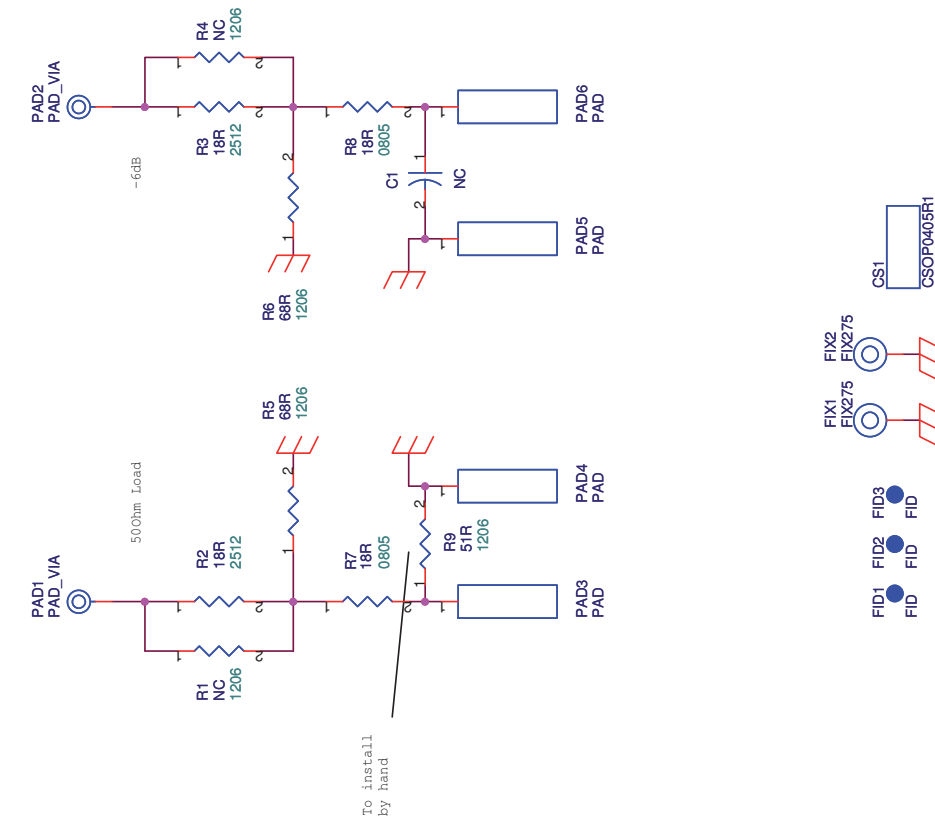 PAD2
PAD_VIA
R4
NC
1206
1
2
R3
18R
2512
1
2
-6dB
R8
18R
0805
1
2
1
PAD6
PAD
2
1
R6
68R
1206
C1
NC
1
2
1
PAD5
PAD
CS1
CSOP0405R1
FIX2
FIX275
FIX1
FIX275
R5
68R
1206
2
1
50Ohm Load
PAD1
PAD_VIA
R2
18R
2512
1
2
R1
NC
1206
1
2
R7
18R
0805
1
2
1
PAD3
PAD
R9
51R
1206
2
1
1
PAD4
PAD
To install
by hand
FID3
FID
FID2
FID
FID1
FID